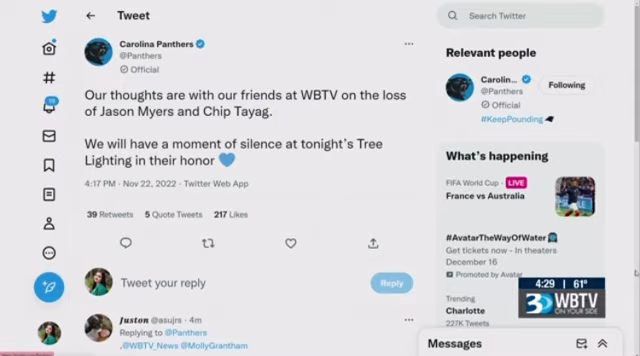 Tweet
Search Twitter
Carolina Panthers
@Panthers
Official
Our thoughts are with our friends at WBTV on the loss
of Jason Myers and Chip Tayag.
We will have a moment of silence at tonight's Tree
Lighting in their honor
4:17 PM · Nov 22, 2022 · Twitter Web App
39 Retweets 5 Quote Tweets 217 Likes
Tweet your reply
Reply
fuston @asujrs · 4m
Replying to @Panthers
.@WBTV_News @MollyGrantham
Relevant people
Carolin...
@Panthers
Official
Following
#KeepPounding
What's happening
FIFA World Cup · LIVE
France vs Australia
#AvatarTheWayOfWater
Get tickets now - In theaters
December 16
Promoted by Avatar
Trending
Charlotte
227K Tweets
4:29 61°
3 WBTV
ON YOUR SIDE
Messages